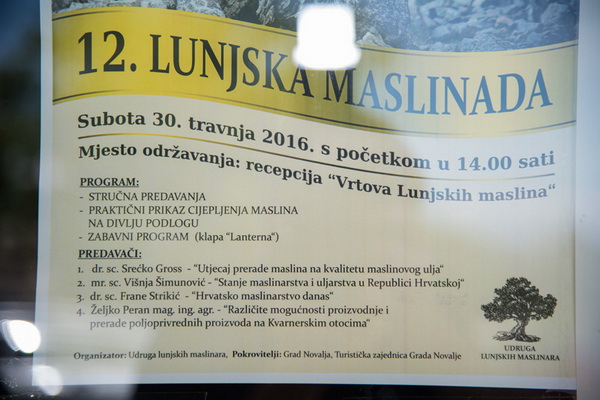 12. LUNJSKA MASLINADA
Subota 30. travnja 2016. s početkom u 14.00 sati
Mjesto održavanja: recepcija "Vrtova Lunjskih maslina"
PROGRAM:
- STRUČNA PREDAVANJA
- PRAKTIČNI PRIKAZ CIJEPLJENJA MASLINA
NA DIVLJU PODLOGU
- ZABAVNI PROGRAM (klapa "Lanterna")
PREDAVAČI:
1. dr. sc. Srećko Gross - "Utjecaj prerade maslina na kvalitetu maslinovog ulja"
2. mr. sc. Višnja Šimunović - "Stanje maslinarstva i uljarstva u Republici Hrvatskoj"
3. dr. sc. Frane Strikić - "Hrvatsko maslinarstvo danas"
4. Željko Peran mag. ing. agr. - "Različite mogućnosti proizvodnje i
prerade poljoprivrednih proizvoda na Kvarnerskim otocima"
UDRUGA
LUNJSKIH MASLINARA
Organizator: Udruga lunjskih maslinara, Pokrovitelji: Grad Novalja, Turistička zajednica Grada Novalje